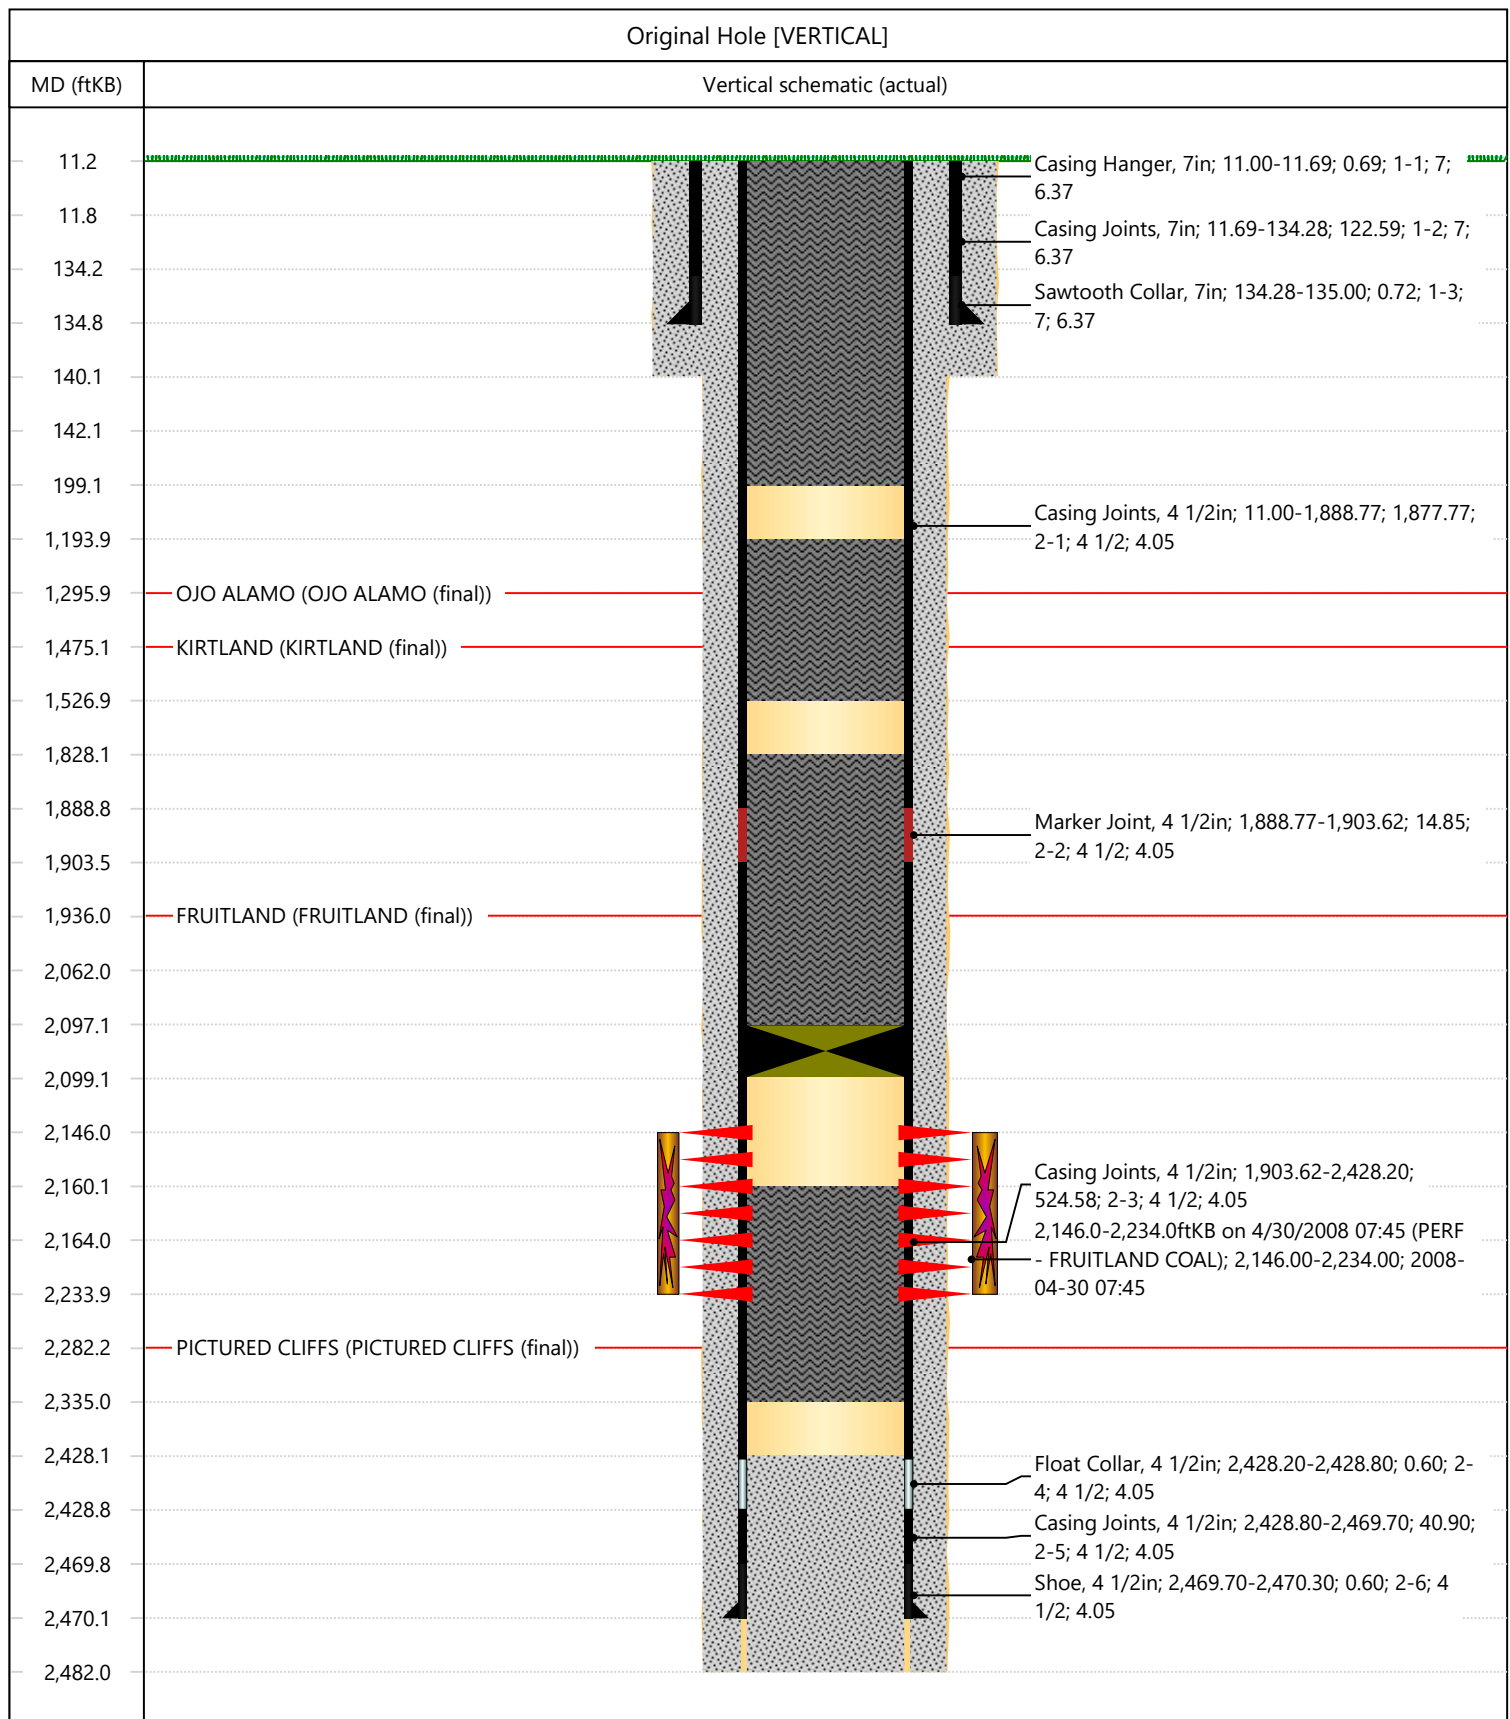 Original Hole [VERTICAL]
MD (ftKB)
Vertical schematic (actual)
11.2
11.8
134.2
134.8
140.1
142.1
199.1
1,193.9
1,295.9
1,475.1
1,526.9
1,828.1
1,888.8
1,903.5
1,936.0
2,062.0
2,097.1
2,099.1
2,146.0
2,160.1
2,164.0
2,233.9
2,282.2
2,335.0
2,428.1
2,428.8
2,469.8
2,470.1
2,482.0
OJO ALAMO (OJO ALAMO (final))
KIRTLAND (KIRTLAND (final))
FRUITLAND (FRUITLAND (final))
PICTURED CLIFFS (PICTURED CLIFFS (final))
Casing Hanger, 7in; 11.00-11.69; 0.69; 1-1; 7;
6.37
Casing Joints, 7in; 11.69-134.28; 122.59; 1-2; 7;
6.37
Sawtooth Collar, 7in; 134.28-135.00; 0.72; 1-3;
7; 6.37
Casing Joints, 4 1/2in; 11.00-1,888.77; 1,877.77;
2-1; 4 1/2; 4.05
Marker Joint, 4 1/2in; 1,888.77-1,903.62; 14.85;
2-2; 4 1/2; 4.05
Casing Joints, 4 1/2in; 1,903.62-2,428.20;
524.58; 2-3; 4 1/2; 4.05
2,146.0-2,234.0ftKB on 4/30/2008 07:45 (PERF
- FRUITLAND COAL); 2,146.00-2,234.00; 2008-
04-30 07:45
Float Collar, 4 1/2in; 2,428.20-2,428.80; 0.60; 2-
4; 4 1/2; 4.05
Casing Joints, 4 1/2in; 2,428.80-2,469.70; 40.90;
2-5; 4 1/2; 4.05
Shoe, 4 1/2in; 2,469.70-2,470.30; 0.60; 2-6; 4
1/2; 4.05